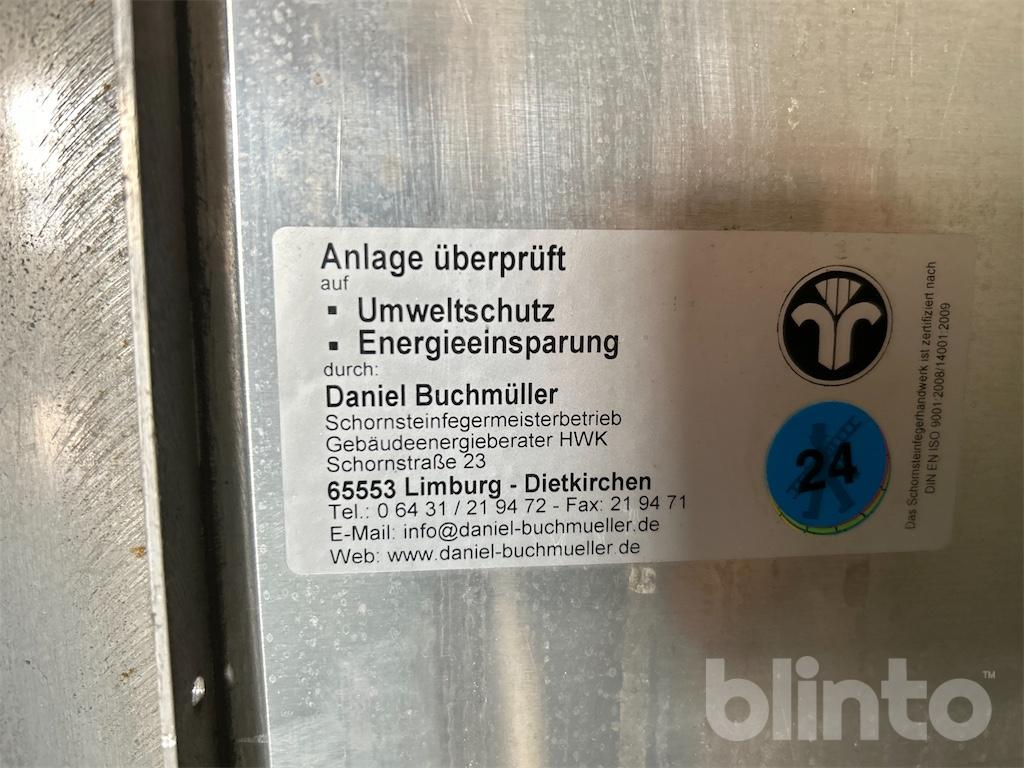 Anlage überprüft
auf
▪ Umweltschutz
▪ Energieeinsparung
durch:
Daniel Buchmüller
Schornsteinfegermeisterbetrieb
Gebäudeenergieberater HWK
Schornstraße 23
65553 Limburg - Dietkirchen
Tel.: 0 64 31 / 21 94 72 - Fax: 21 94 71
E-Mail: info@daniel-buchmueller.de
Web: www.daniel-buchmueller.de
24
Das Schornsteinfegerhandwerk ist zertifiziert nach
DIN EN ISO 9001:2008/14001:2009
blinto™